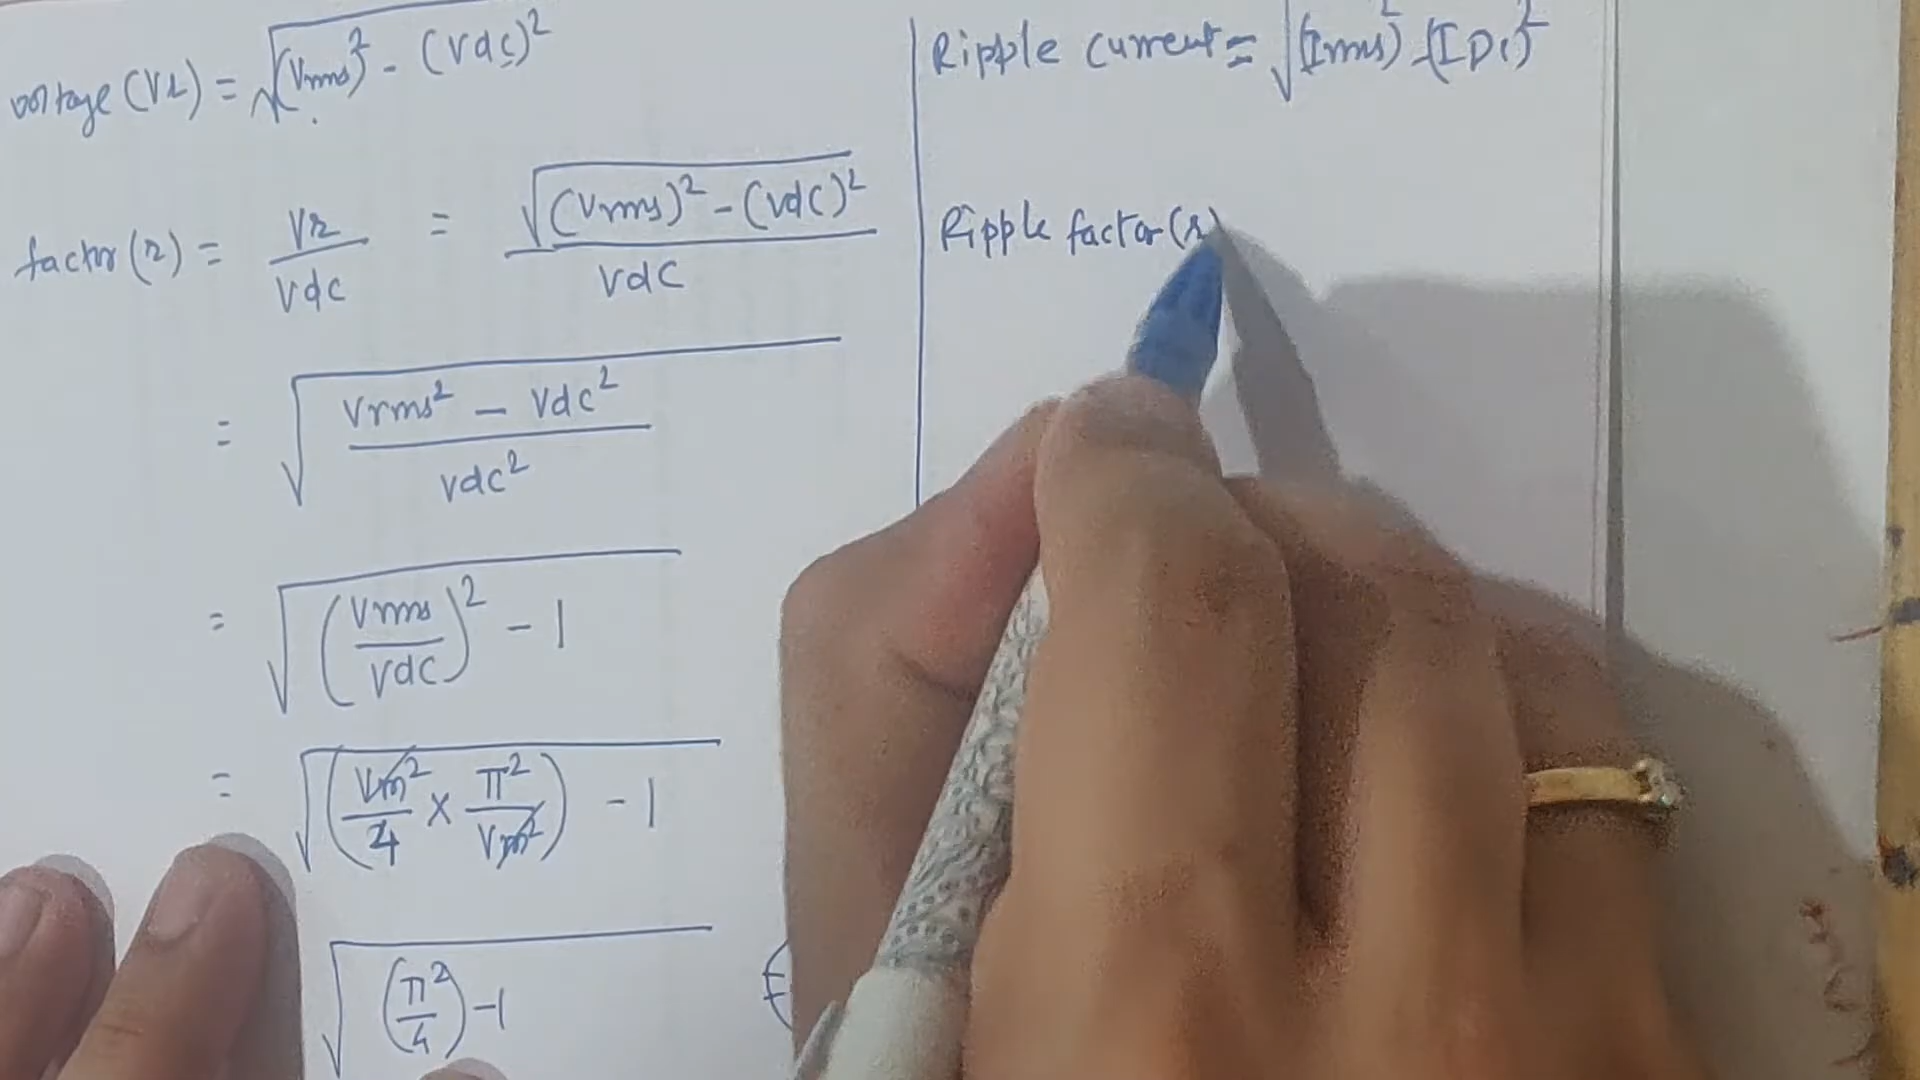 voltage (Vr) = √(Vrms)² - (Vdc)²
factor (r) = Vr/Vdc = √(Vrms)² - (Vdc)² / Vdc
= √(Vrms² - Vdc² / Vdc²)
= √(Vrms/Vdc)² - 1
= √(Vm²/4 × π²/Vm²) - 1
√(π²/4) - 1
Ripple Current = √(Irms)² - (IDC)²
Ripple factor (r)